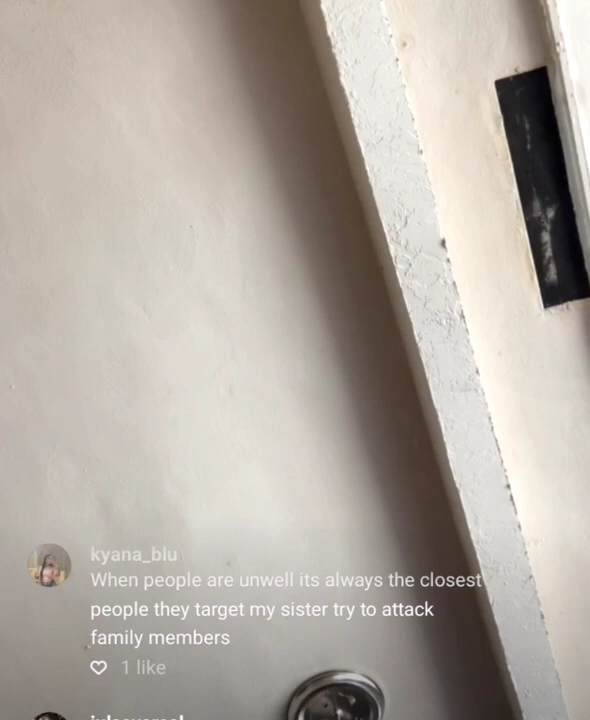 kyana_blu
When people are unwell its always the closest
people they target my sister try to attack
family members
1 like